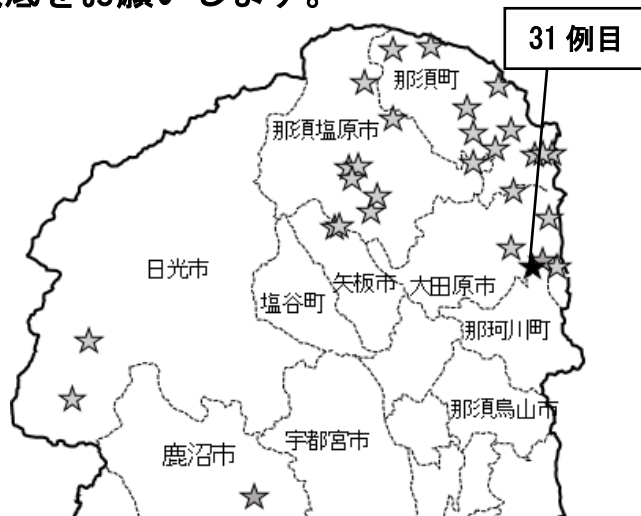 をお願いします。
31 例目
那須町
那須塩原市
日光市
矢板市
大田原市
塩谷町
那珂川町
那須烏山市
宇都宮市
鹿沼市